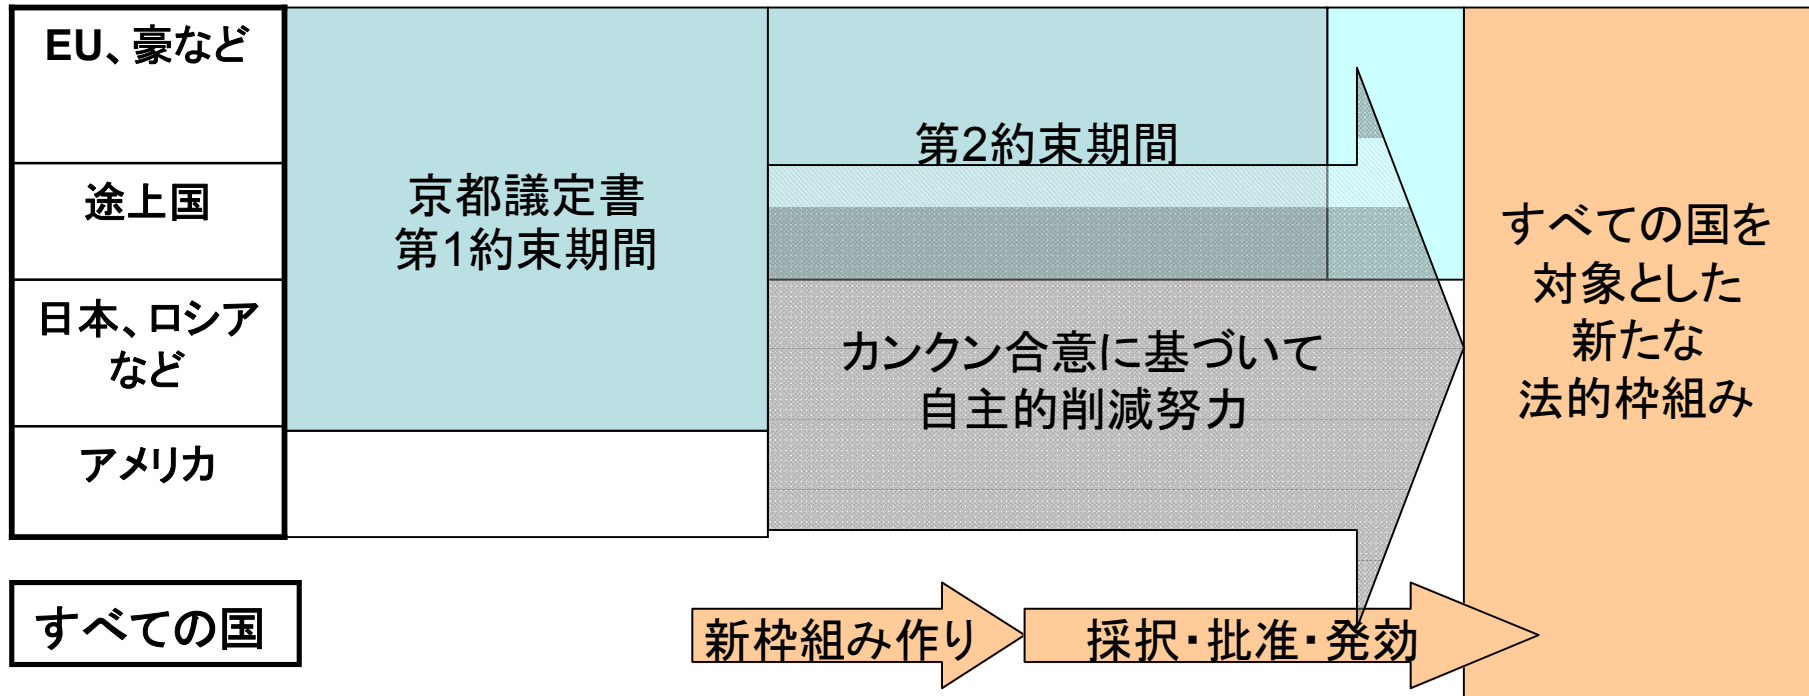 EU、豪など
途上国
日本、ロシア
など
アメリカ
すべての国
京都議定書
第1約束期間
第2約束期間
カンクン合意に基づいて
自主的削減努力
すべての国を
対象とした
新たな
法的枠組み
新枠組み作り
採択・批准・発効